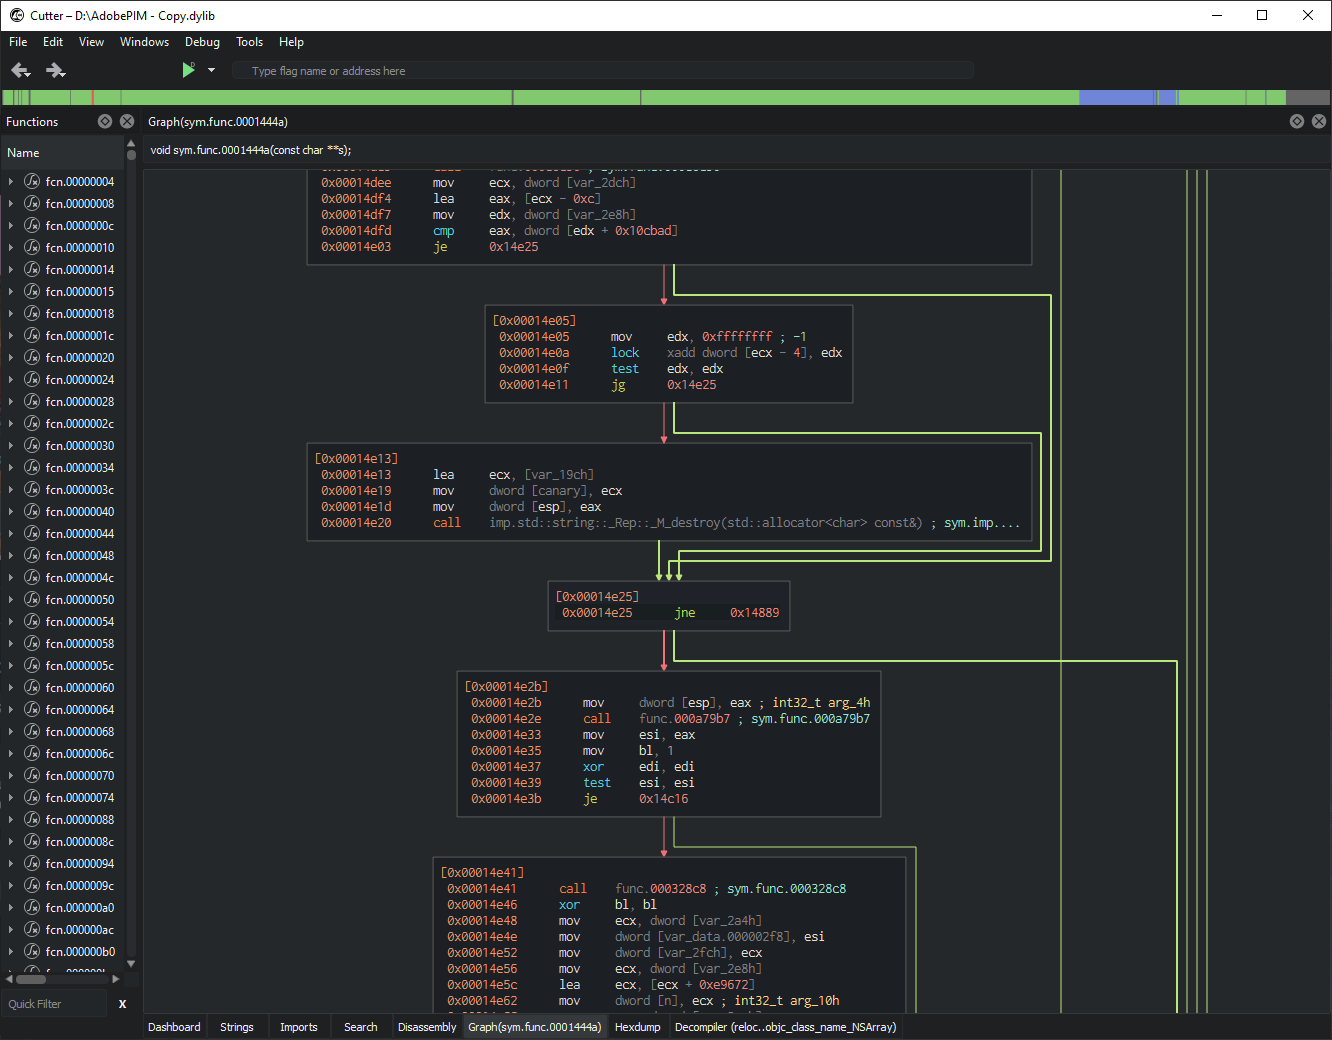 Cutter – D:\AdobePIM - Copy.dylib
File Edit View Windows Debug Tools Help
Type flag name or address here
Functions
Graph(sym.func.0001444a)
Name
void sym.func.0001444a(const char **s);
fcn.00000004
fcn.00000008
fcn.0000000c
fcn.00000010
fcn.00000014
fcn.00000015
fcn.00000018
fcn.0000001c
fcn.00000020
fcn.00000024
fcn.00000028
fcn.0000002c
fcn.00000030
fcn.00000034
fcn.0000003c
fcn.00000040
fcn.00000044
fcn.00000048
fcn.0000004c
fcn.00000050
fcn.00000054
fcn.00000058
fcn.0000005c
fcn.00000060
fcn.00000064
fcn.00000068
fcn.0000006c
fcn.00000070
fcn.00000074
fcn.00000088
fcn.0000008c
fcn.00000094
fcn.0000009c
fcn.000000a0
fcn.000000ac
fcn.000000b0
Quick Filter X
0x00014dee mov ecx, dword [var_2dch]
0x00014df4 lea eax, [ecx - 0xc]
0x00014df7 mov edx, dword [var_2e8h]
0x00014dfd cmp eax, dword [edx + 0x10cbad]
0x00014e03 je 0x14e25
[0x00014e05]
0x00014e05 mov edx, 0xffffffff ; -1
0x00014e0a lock xadd dword [ecx - 4], edx
0x00014e0f test edx, edx
0x00014e11 jg 0x14e25
[0x00014e13]
0x00014e13 lea ecx, [var_19ch]
0x00014e19 mov dword [canary], ecx
0x00014e1d mov dword [esp], eax
0x00014e20 call imp.std::string::_Rep::_M_destroy(std::allocator<char> const&) ; sym.imp....
[0x00014e25]
0x00014e25 jne 0x14889
[0x00014e2b]
0x00014e2b mov dword [esp], eax ; int32_t arg_4h
0x00014e2e call func.000a79b7 ; sym.func.000a79b7
0x00014e33 mov esi, eax
0x00014e35 mov bl, 1
0x00014e37 xor edi, edi
0x00014e39 test esi, esi
0x00014e3b je 0x14c16
[0x00014e41]
0x00014e41 call func.000328c8 ; sym.func.000328c8
0x00014e46 xor bl, bl
0x00014e48 mov ecx, dword [var_2a4h]
0x00014e4e mov dword [var_data.000002f8], esi
0x00014e52 mov dword [var_2fch], ecx
0x00014e56 mov ecx, dword [var_2e8h]
0x00014e5c lea ecx, [ecx + 0xe9672]
0x00014e62 mov dword [n], ecx ; int32_t arg_10h
Dashboard Strings Imports Search Disassembly Graph(sym.func.0001444a) Hexdump Decompiler (reloc..objc_class_name_NSArray)